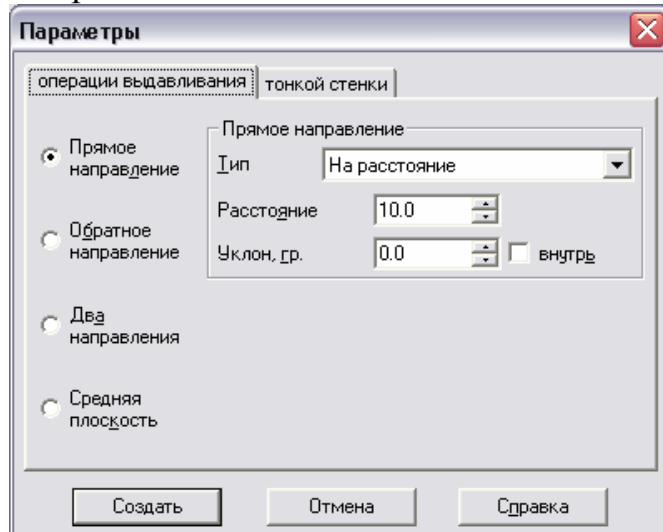 Параметры
операции выдавливания тонкой стенки
Прямое направление
Прямое направление
Тип На расстояние
Расстояние 10.0
Обратное направление
Уклон, гр. 0.0 внутрь
Два направления
Средняя плоскость
Создать Отмена Справка